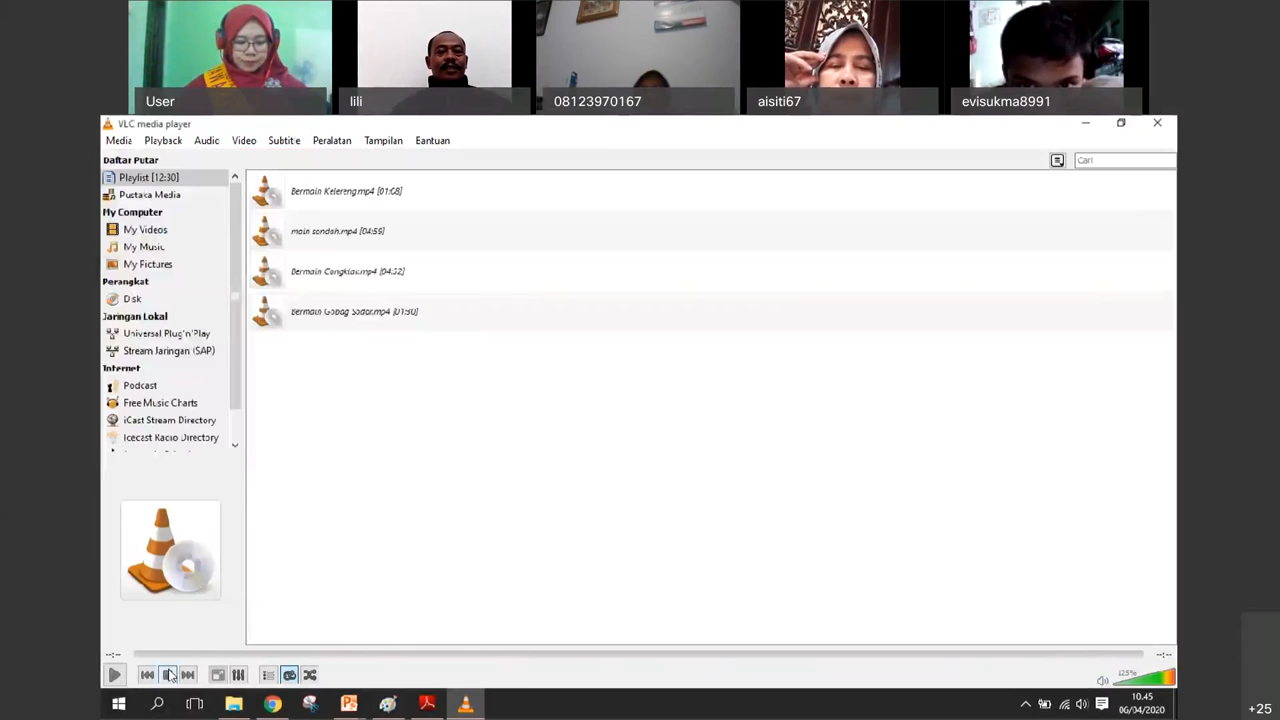 User
lili
08123970167
aisiti67
evisukma8991
VLC media player
Media Playback Audio Video Subtitle Peralatan Tampilan Bantuan
Daftar Putar
Cari
Playlist [12:30]
Pustaka Media
My Computer
My Videos
My Music
My Pictures
Perangkat
Disk
Jaringan Lokal
Universal Plug'n'Play
Stream Jaringan (SAP)
Internet
Podcast
Free Music Charts
iCast Stream Directory
Icecast Radio Directory
Bermain Kelereng.mp4 [01:08]
main sondah.mp4 [04:59]
Bermain Congklak.mp4 [04:32]
Bermain Gobag Sodor.mp4 [01:50]
--:--
--:--
125%
10.45
06/04/2020
+25